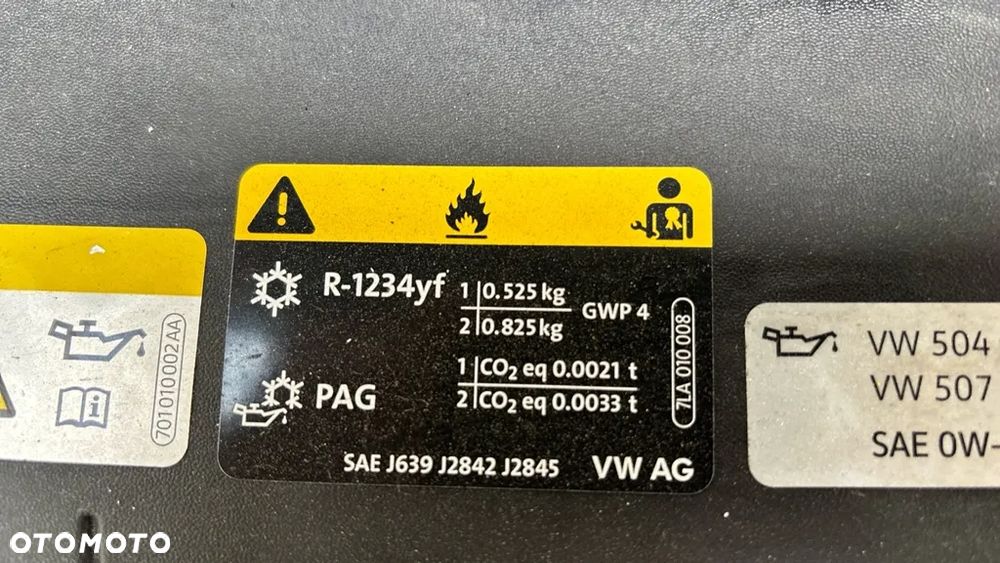 701010002AA
R-1234yf
1 0.525 kg
2 0.825 kg
GWP 4
PAG
1 CO₂ eq 0.0021 t
2 CO₂ eq 0.0033 t
SAE J639 J2842 J2845
VW AG
7LA 010 008
VW 504
VW 507
SAE 0W-
OTOMOTO